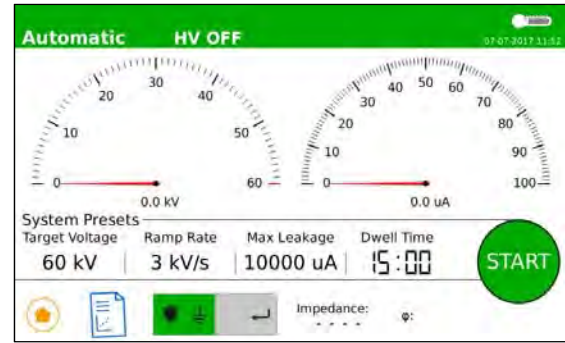 Automatic HV OFF
07-07-2017 11:52
0 10 20 30 40 50 60
0.0 kV
0 10 20 30 40 50 60 70 80 90 100
0.0 uA
System Presets
Target Voltage Ramp Rate Max Leakage Dwell Time
60 kV 3 kV/s 10000 uA 15:00
START
Impedance: φ:
- - - -